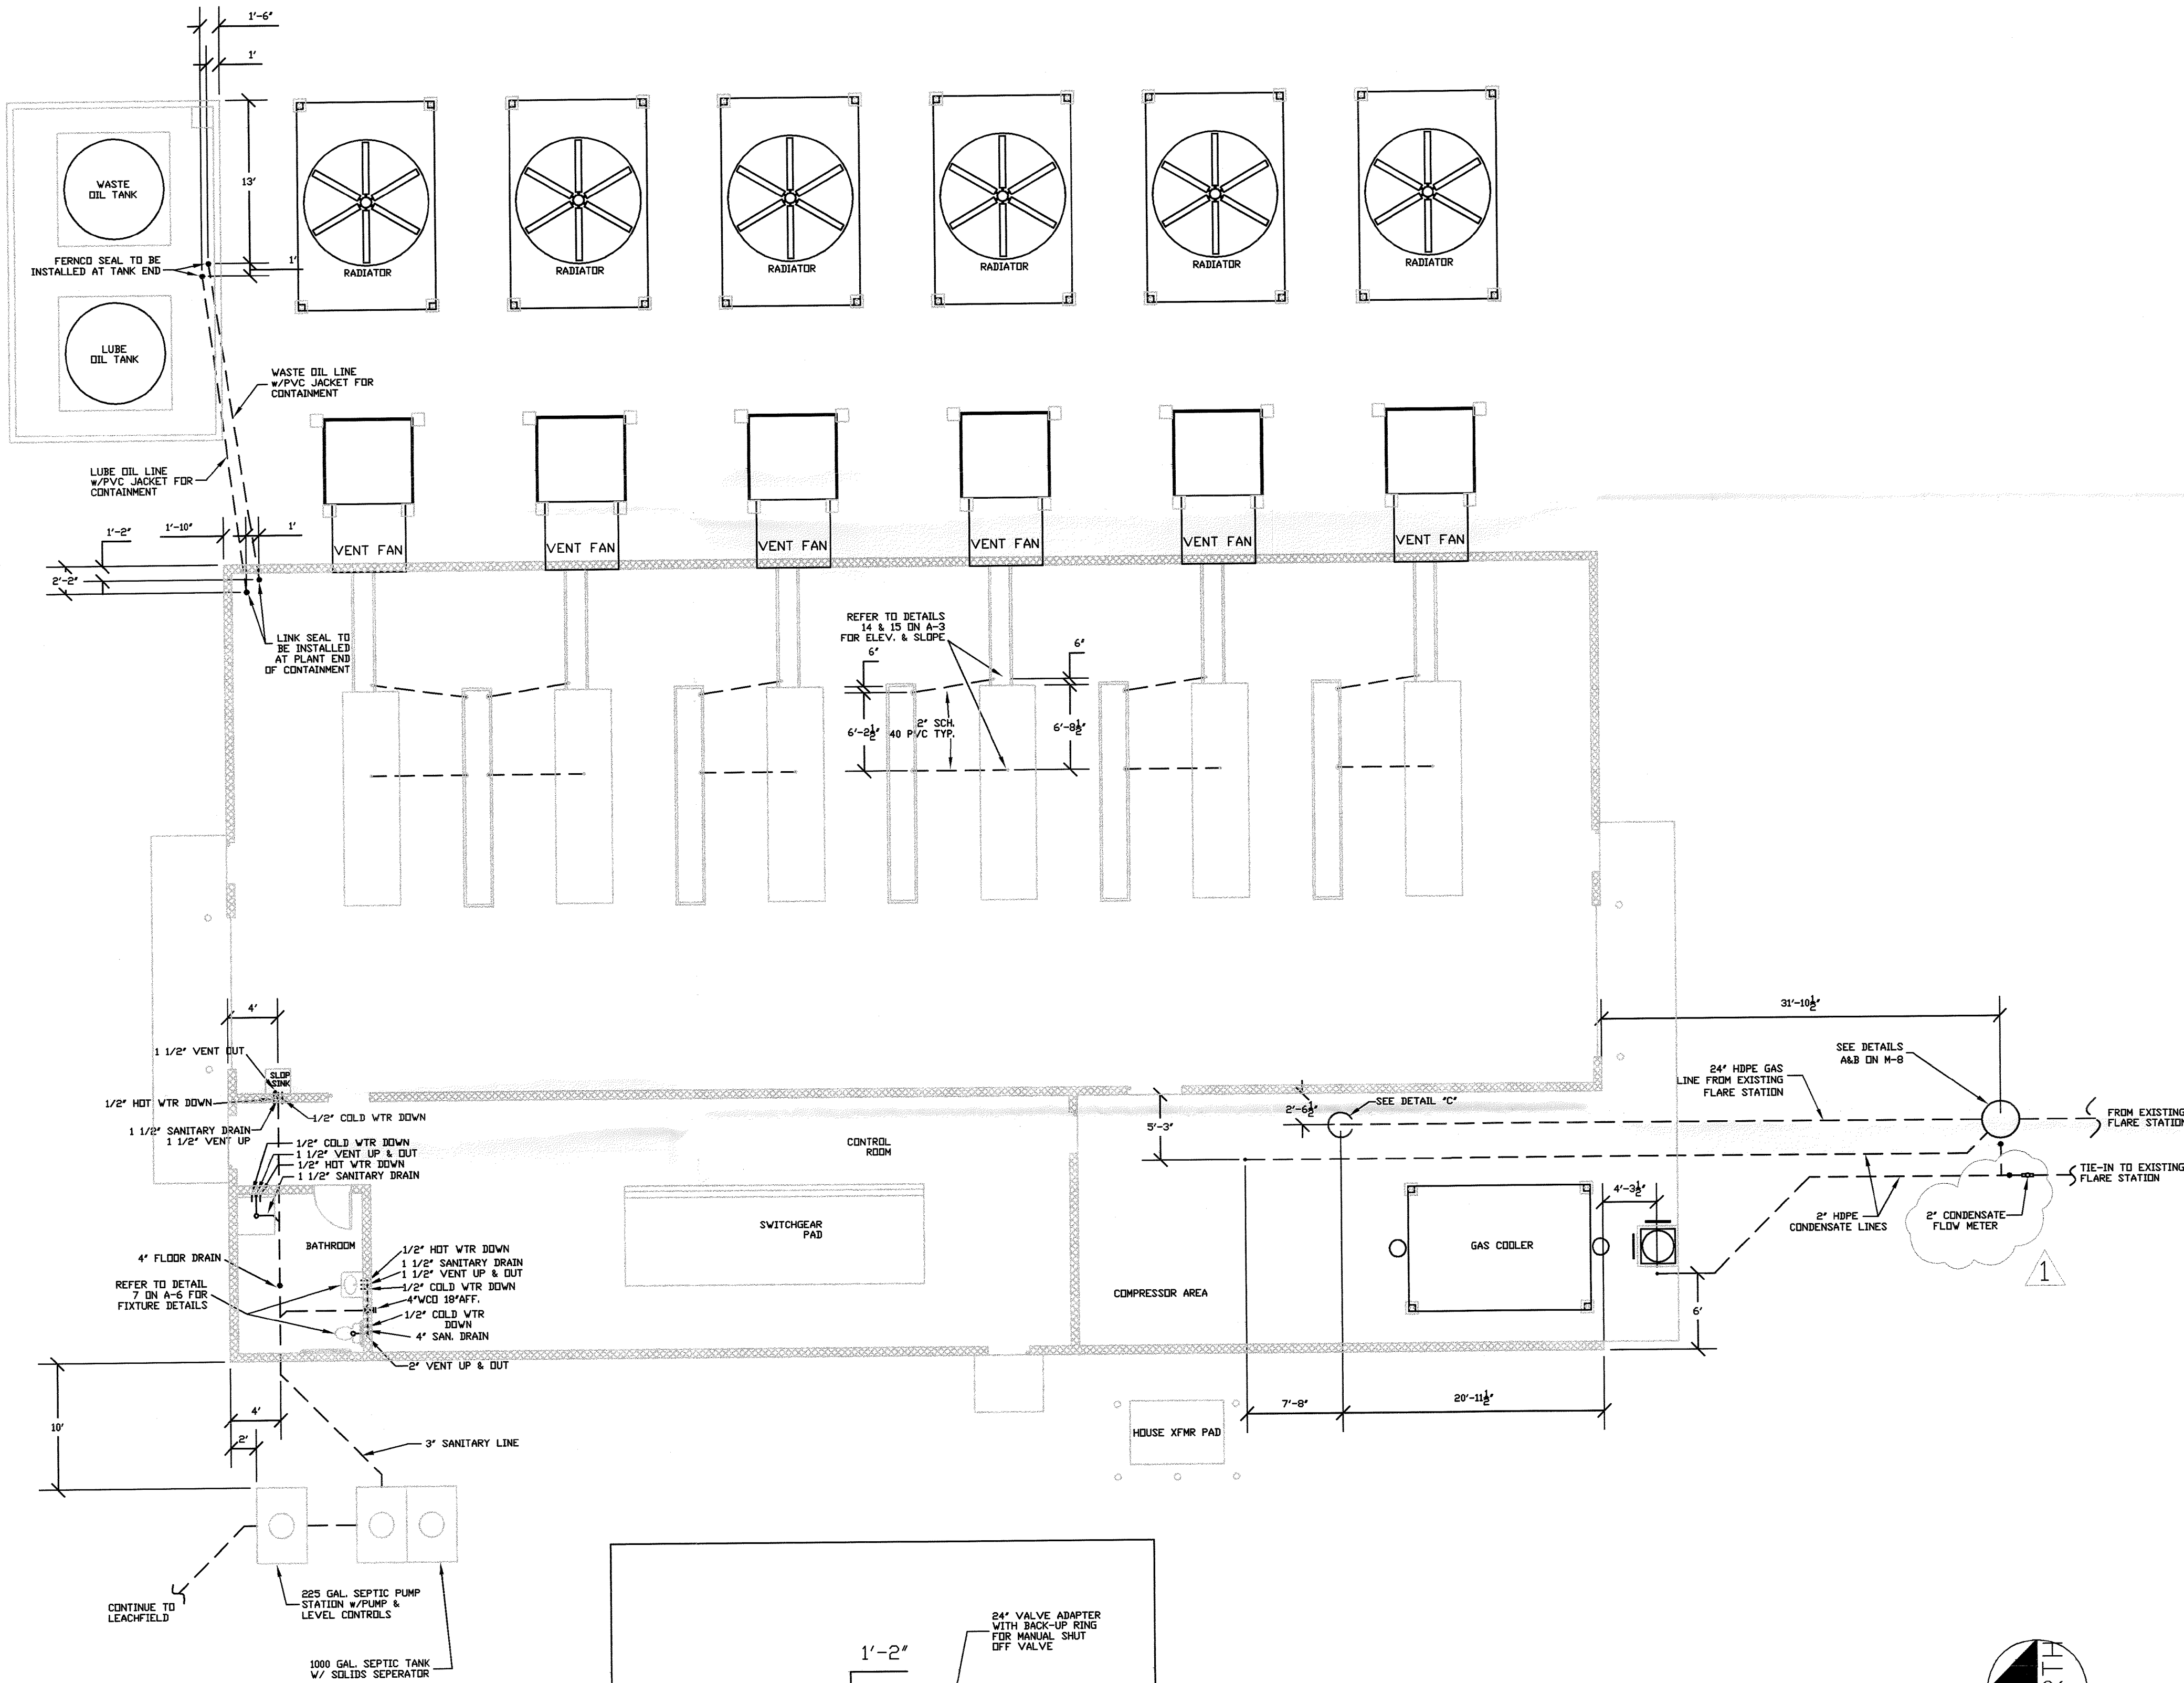 1'-6"
1'
WASTE
OIL TANK
13'
FERNCO SEAL TO BE
INSTALLED AT TANK END
1'
RADIATOR
RADIATOR
RADIATOR
RADIATOR
RADIATOR
RADIATOR
LUBE
OIL TANK
WASTE OIL LINE
w/PVC JACKET FOR
CONTAINMENT
LUBE OIL LINE
w/PVC JACKET FOR
CONTAINMENT
1'-2"
1'-10"
1'
2'-2"
VENT FAN
VENT FAN
VENT FAN
VENT FAN
VENT FAN
VENT FAN
LINK SEAL TO
BE INSTALLED
AT PLANT END
OF CONTAINMENT
REFER TO DETAILS
14 & 15 ON A-3
FOR ELEV. & SLOPE
6"
6"
6'-2½"
2" SCH.
40 PVC TYP.
6'-8½"
4'
1 1/2" VENT OUT
SLOP
SINK
1/2" HOT WTR DOWN
1/2" COLD WTR DOWN
1 1/2" SANITARY DRAIN
1 1/2" VENT UP
1/2" COLD WTR DOWN
1 1/2" VENT UP & OUT
1/2" HOT WTR DOWN
1 1/2" SANITARY DRAIN
BATHROOM
4" FLOOR DRAIN
REFER TO DETAIL
7 ON A-6 FOR
FIXTURE DETAILS
1/2" HOT WTR DOWN
1 1/2" SANITARY DRAIN
1 1/2" VENT UP & OUT
1/2" COLD WTR DOWN
4"WCO 18"AFF.
1/2" COLD WTR
DOWN
4" SAN. DRAIN
2" VENT UP & OUT
CONTROL
ROOM
SWITCHGEAR
PAD
5'-3"
2'-6½"
SEE DETAIL "C"
COMPRESSOR AREA
GAS COOLER
4'-3½"
31'-10½"
SEE DETAILS
A&B ON M-8
24" HDPE GAS
LINE FROM EXISTING
FLARE STATION
FROM EXISTING
FLARE STATION
TIE-IN TO EXISTING
FLARE STATION
2" HDPE
CONDENSATE LINES
2" CONDENSATE
FLOW METER
1
6'
7'-8"
20'-11½"
HOUSE XFMR PAD
10'
4'
2'
3" SANITARY LINE
CONTINUE TO
LEACHFIELD
225 GAL. SEPTIC PUMP
STATION w/PUMP &
LEVEL CONTROLS
1000 GAL. SEPTIC TANK
W/ SOLIDS SEPERATOR
1'-2"
24" VALVE ADAPTER
WITH BACK-UP RING
FOR MANUAL SHUT
OFF VALVE